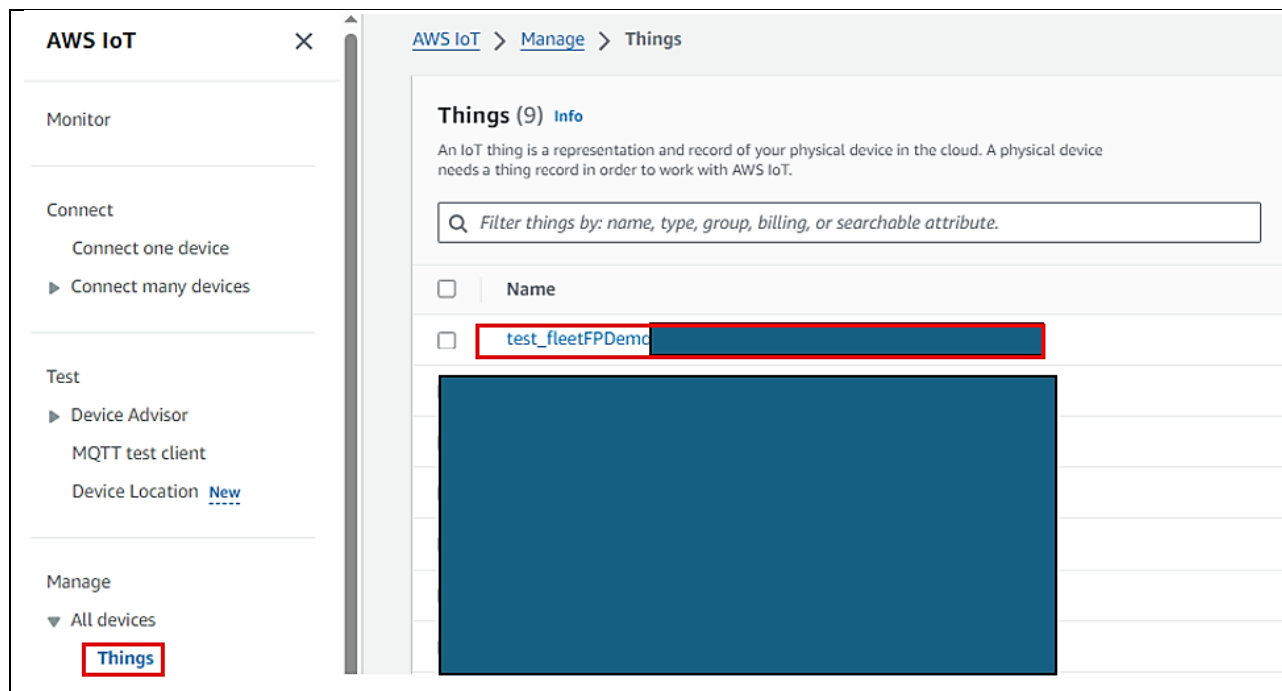 AWS IoT
Monitor
Connect
Connect one device
Connect many devices
Test
Device Advisor
MQTT test client
Device Location New
Manage
All devices
Things
AWS IoT > Manage > Things
Things (9) Info
An IoT thing is a representation and record of your physical device in the cloud. A physical device
needs a thing record in order to work with AWS IoT.
Filter things by: name, type, group, billing, or searchable attribute.
Name
test_fleetFPDemo